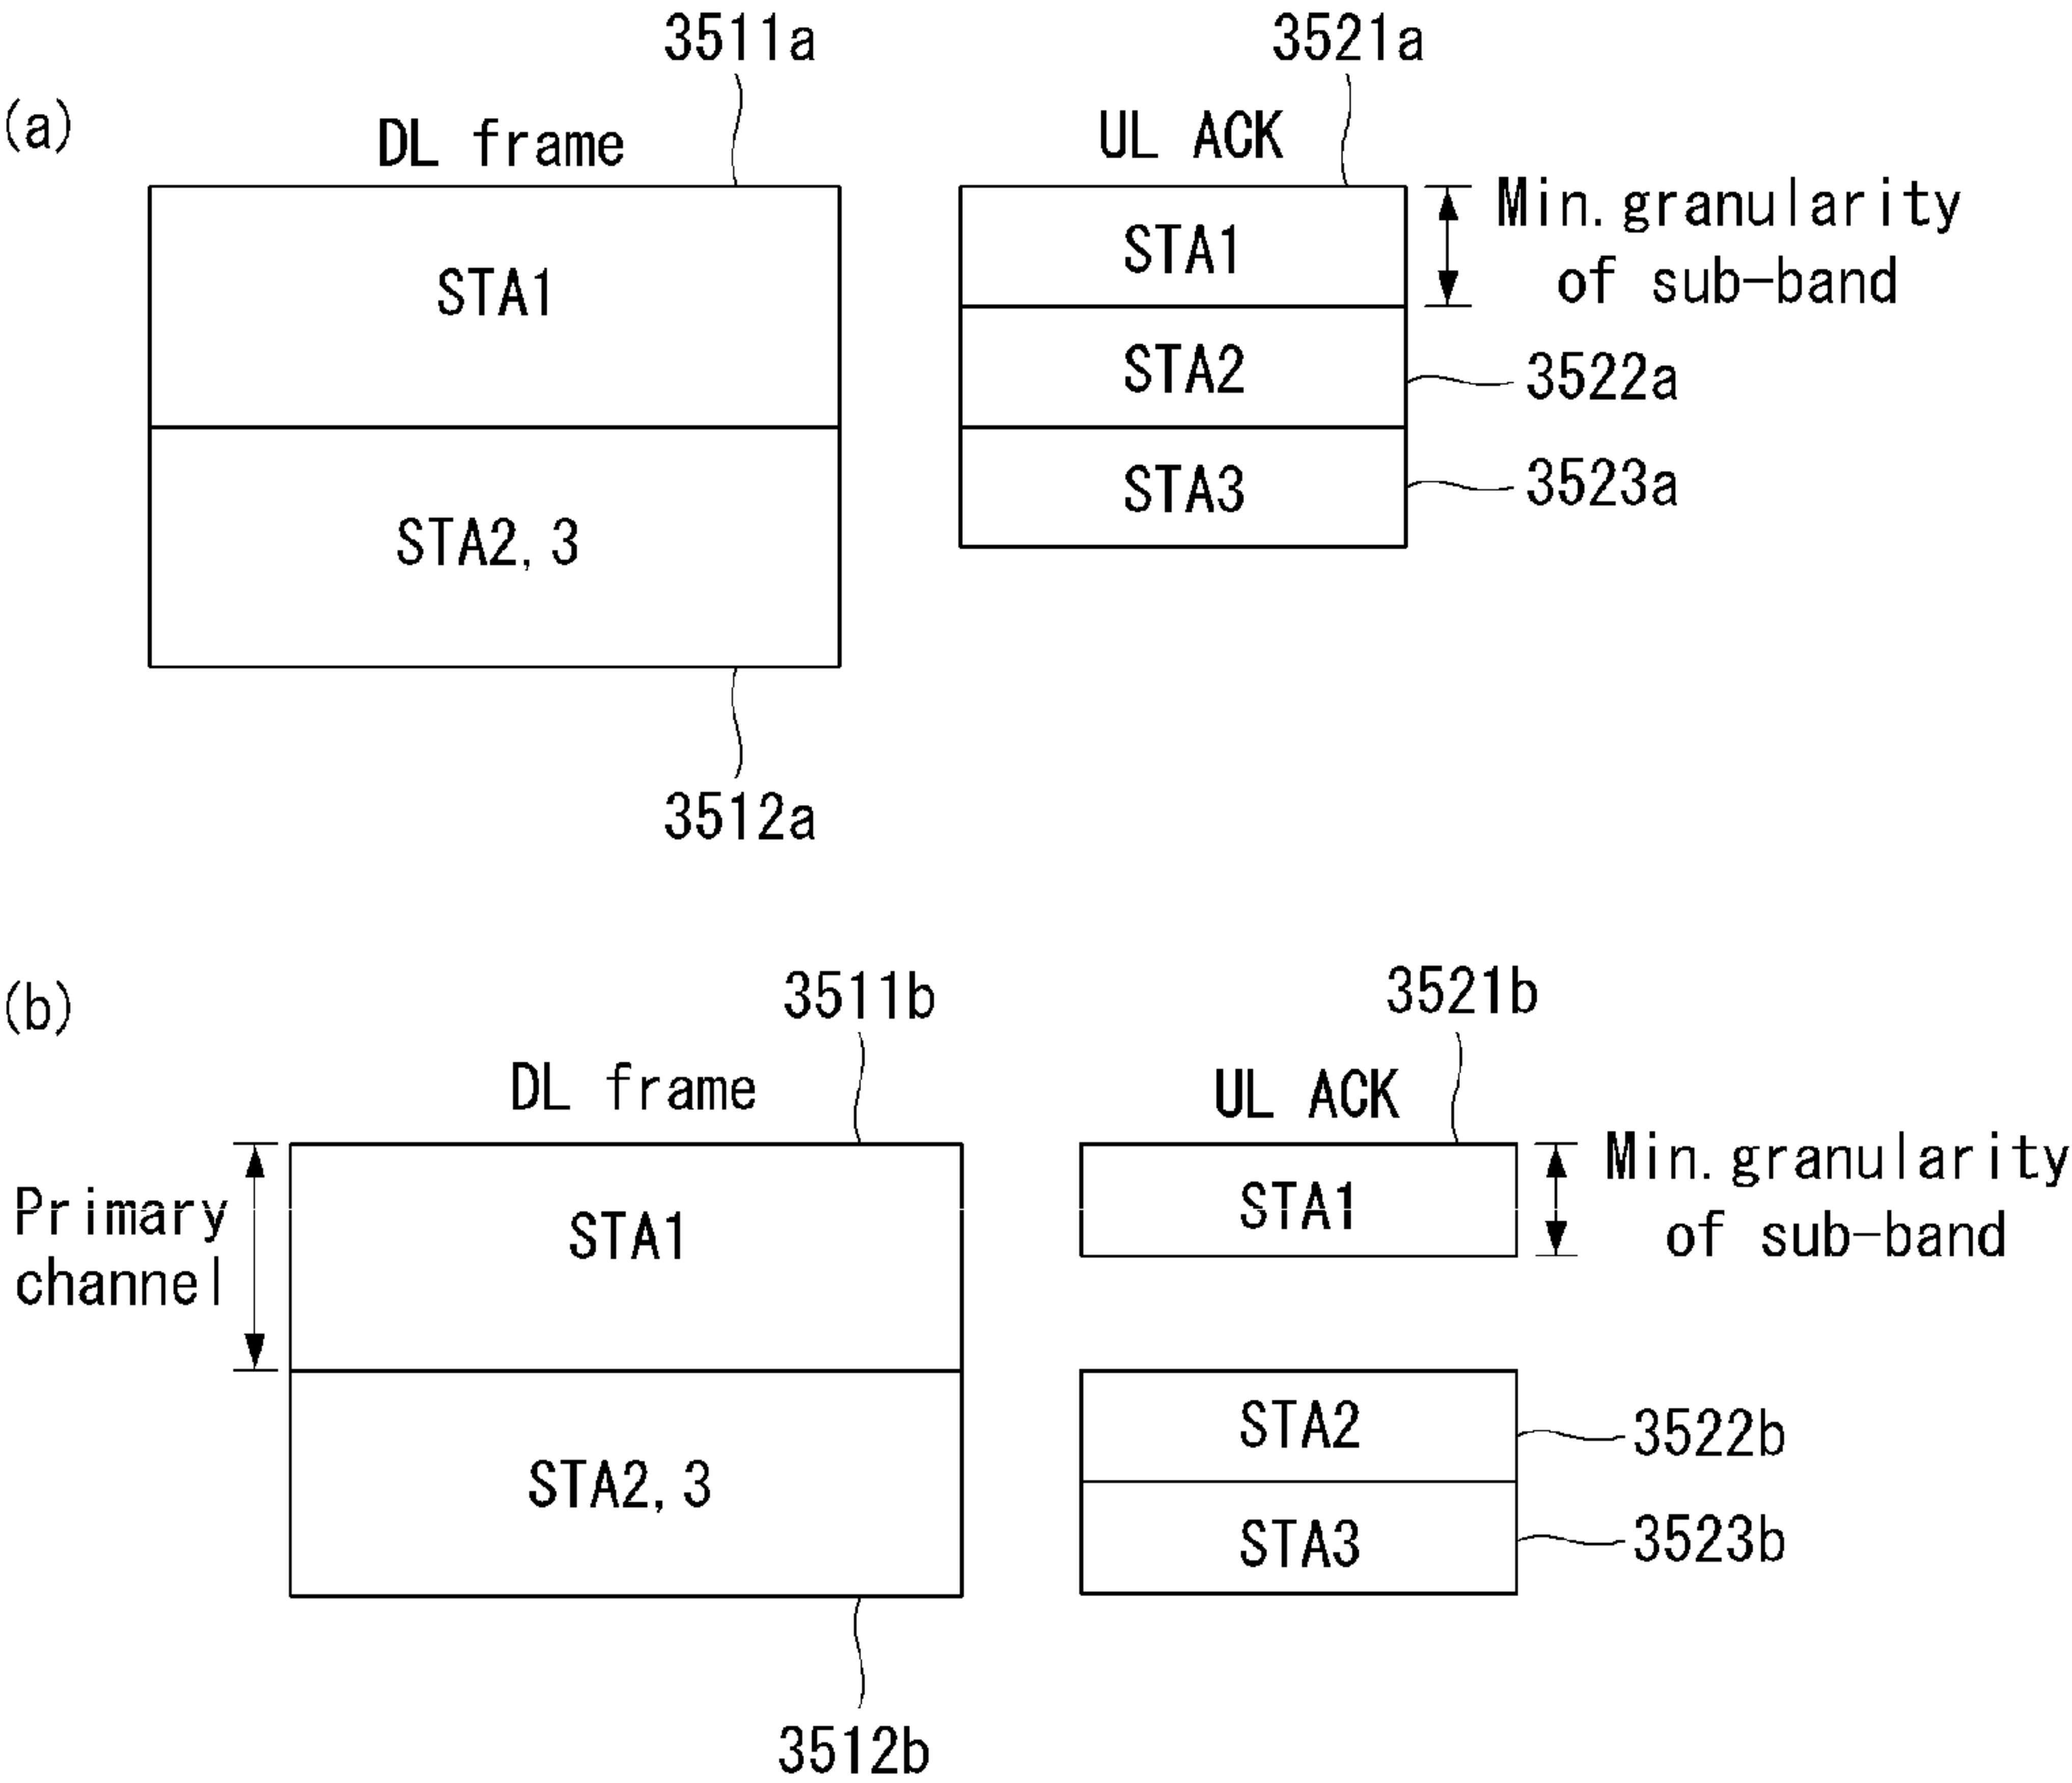 3511a
3521a
(a)
DL frame
UL ACK
STA1
STA1
Min.granularity
of sub-band
STA2
3522a
STA2,3
STA3
3523a
3512a
(b)
3511b
3521b
DL frame
UL ACK
Primary
channel
STA1
STA1
Min.granularity
of sub-band
STA2,3
STA2
3522b
STA3
3523b
3512b